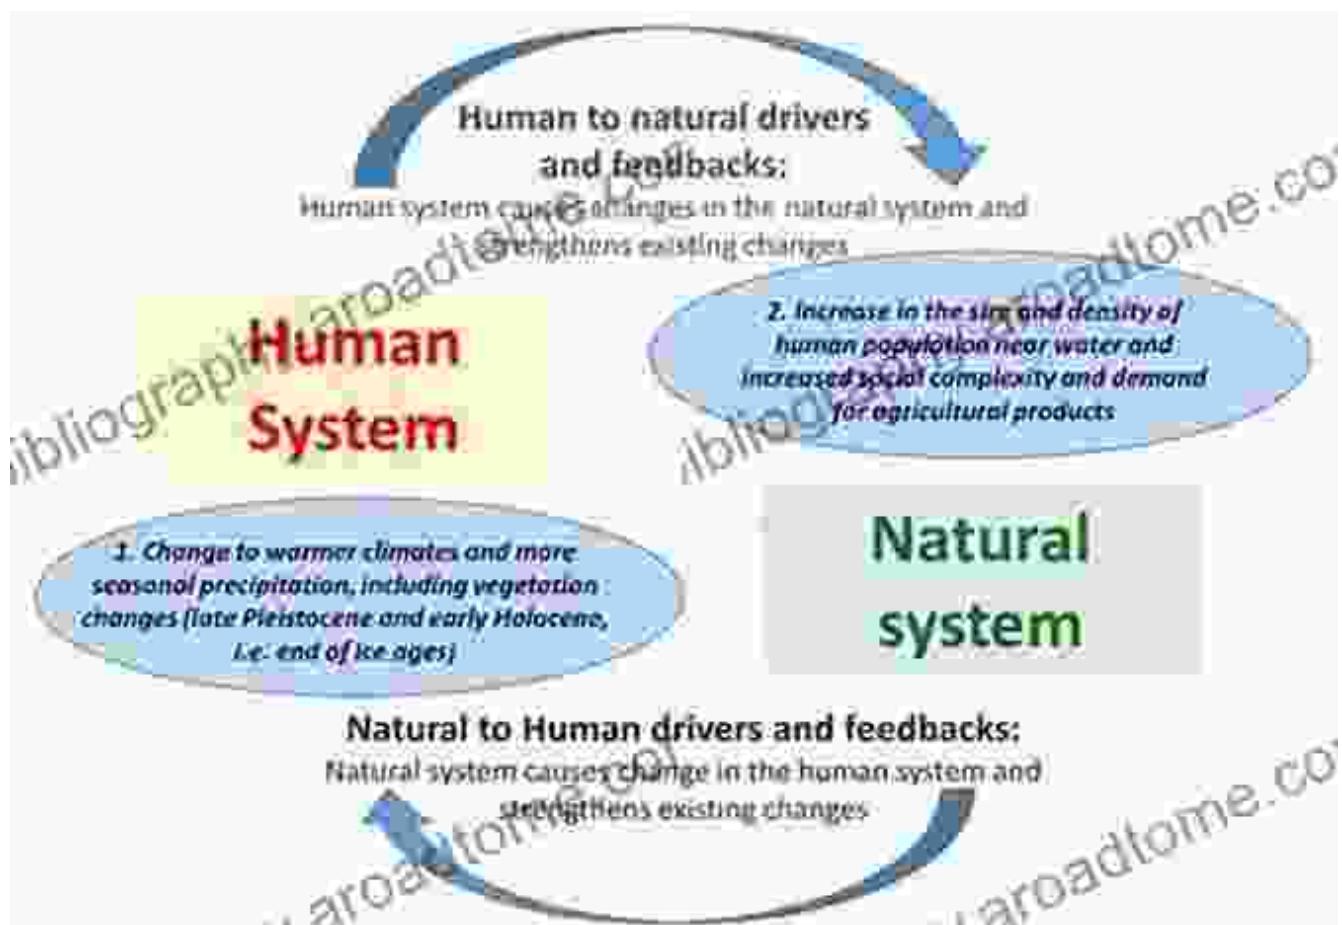 Human to natural drivers
and feedbacks:
Human system causes changes in the natural system and
strengthens existing changes
Human
System
2. Increase in the size and density of
human population near water and
increased social complexity and demand
for agricultural products
1. Change to warmer climates and more
seasonal precipitation, including vegetation
changes (late Pleistocene and early Holocene,
i.e. end of ice ages)
Natural
system
Natural to Human drivers and feedbacks:
Natural system causes change in the human system and
strengthens existing changes